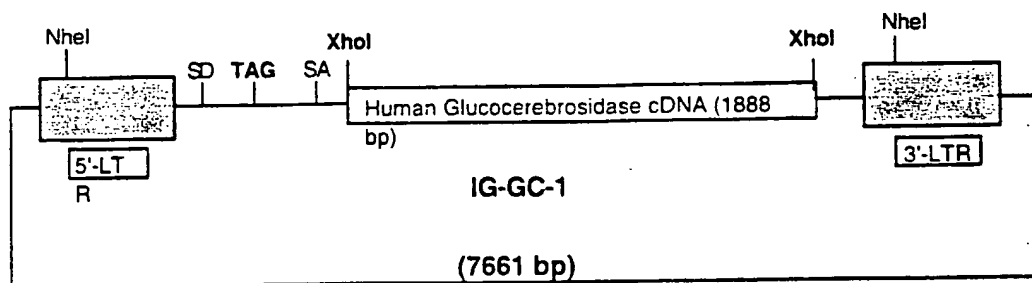 NheI
SD
TAG
SA
XhoI
XhoI
NheI
Human Glucocerebrosidase cDNA (1888
bp)
5'-LT
R
3'-LTR
IG-GC-1
(7661 bp)